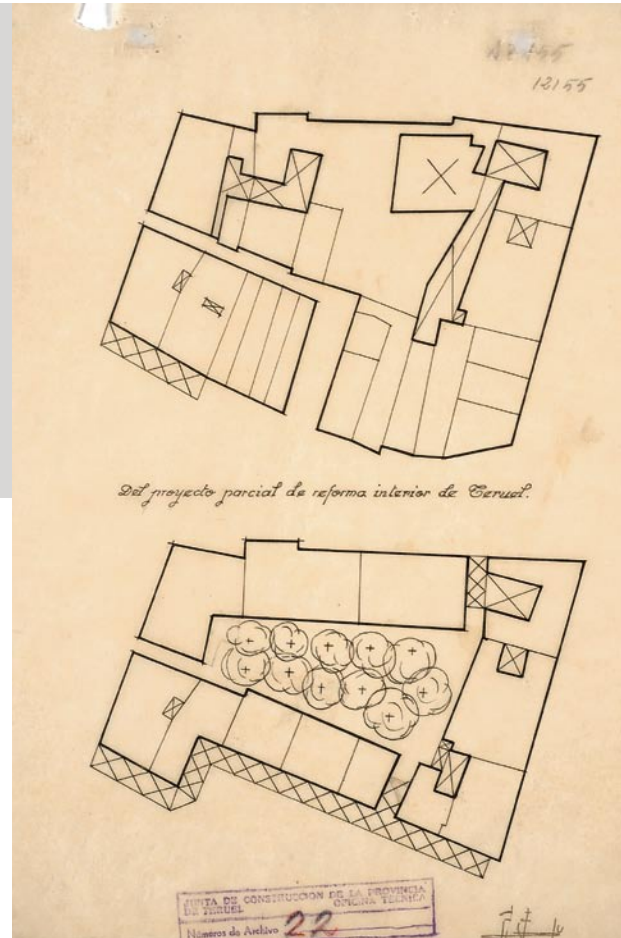 12155
Del proyecto parcial de reforma interior de Teruel.
JUNTA DE CONSTRUCCION DE LA PROVINCIA
DE TERUEL OFICINA TECNICA
Números de Archivo 22